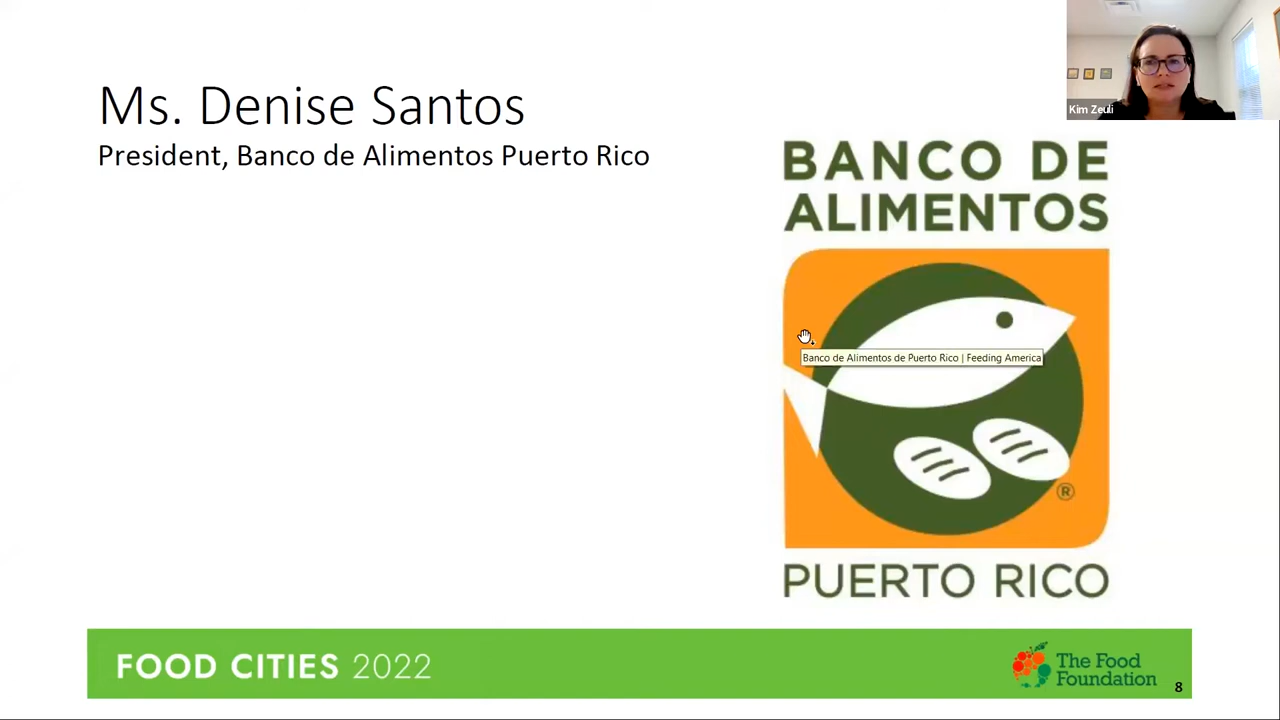 Kim Zeuli
Ms. Denise Santos
President, Banco de Alimentos Puerto Rico
BANCO DE
ALIMENTOS
Banco de Alimentos de Puerto Rico | Feeding America
®
PUERTO RICO
FOOD CITIES 2022
The Food
Foundation
8